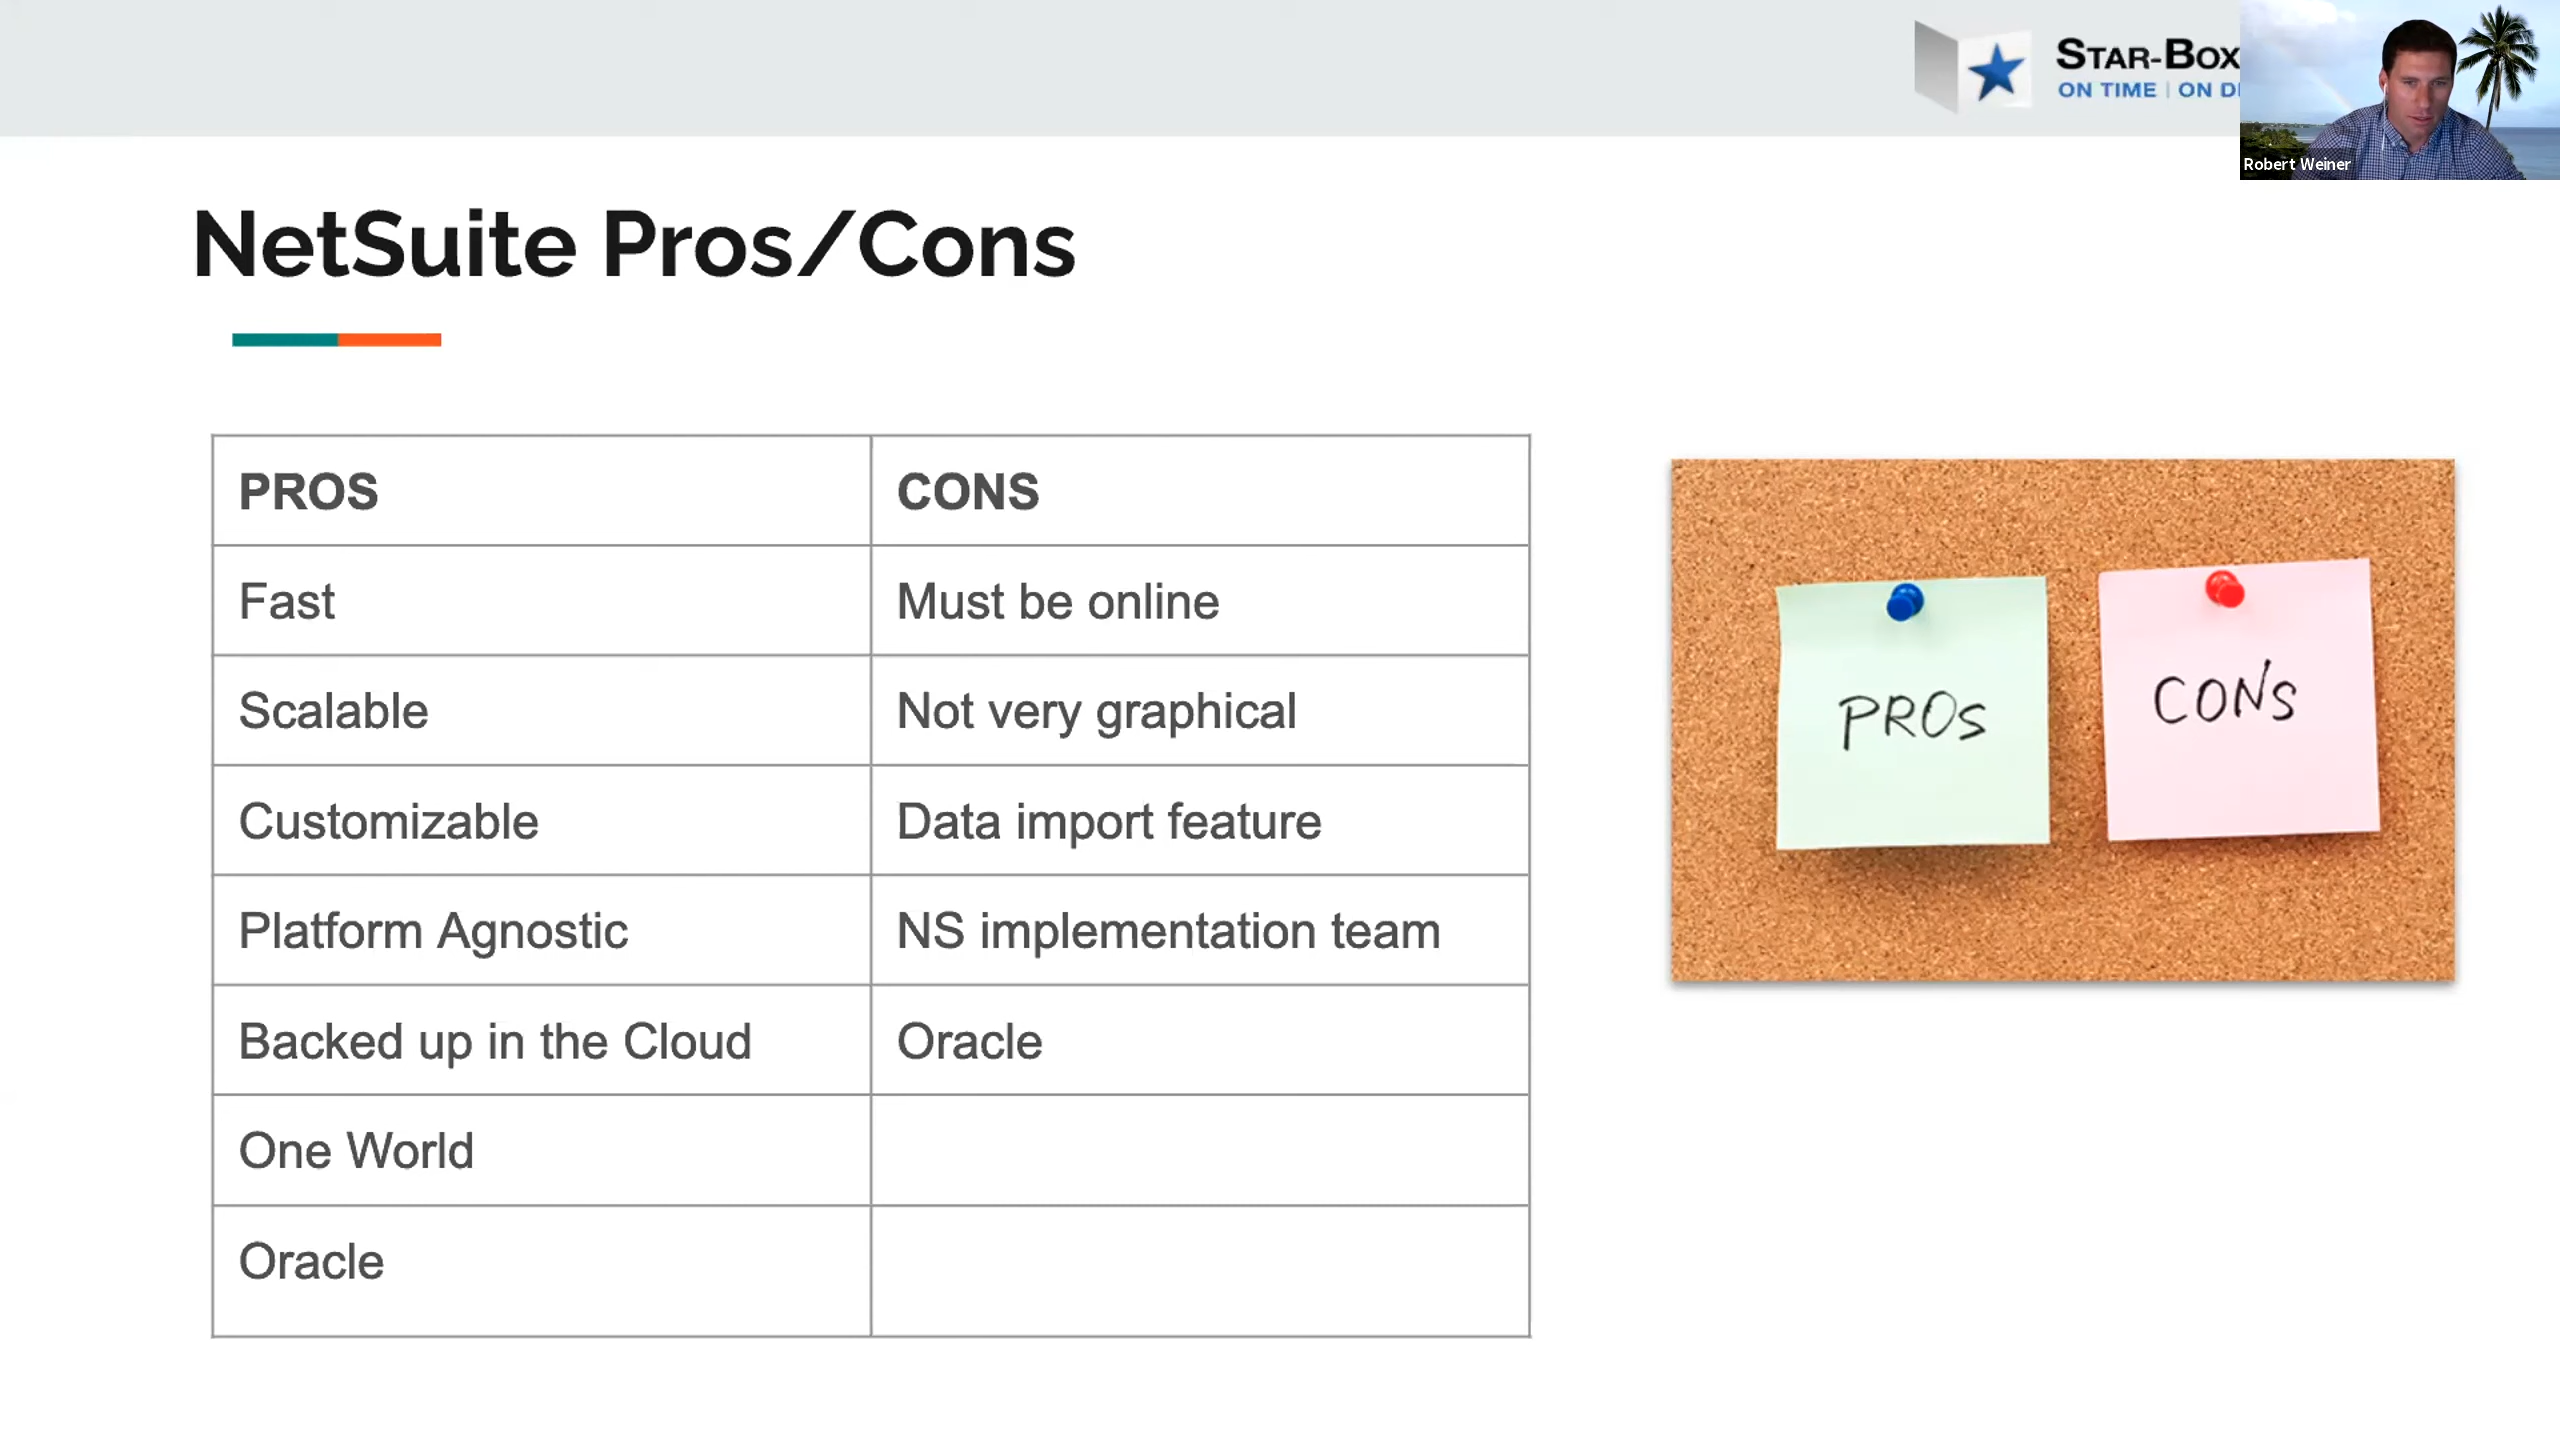 STAR-BOX
ON TIME | ON
Robert Weiner
NetSuite Pros/Cons
PROS CONS
Fast Must be online
Scalable Not very graphical
Customizable Data import feature
Platform Agnostic NS implementation team
Backed up in the Cloud Oracle
One World
Oracle
PROs
CONs